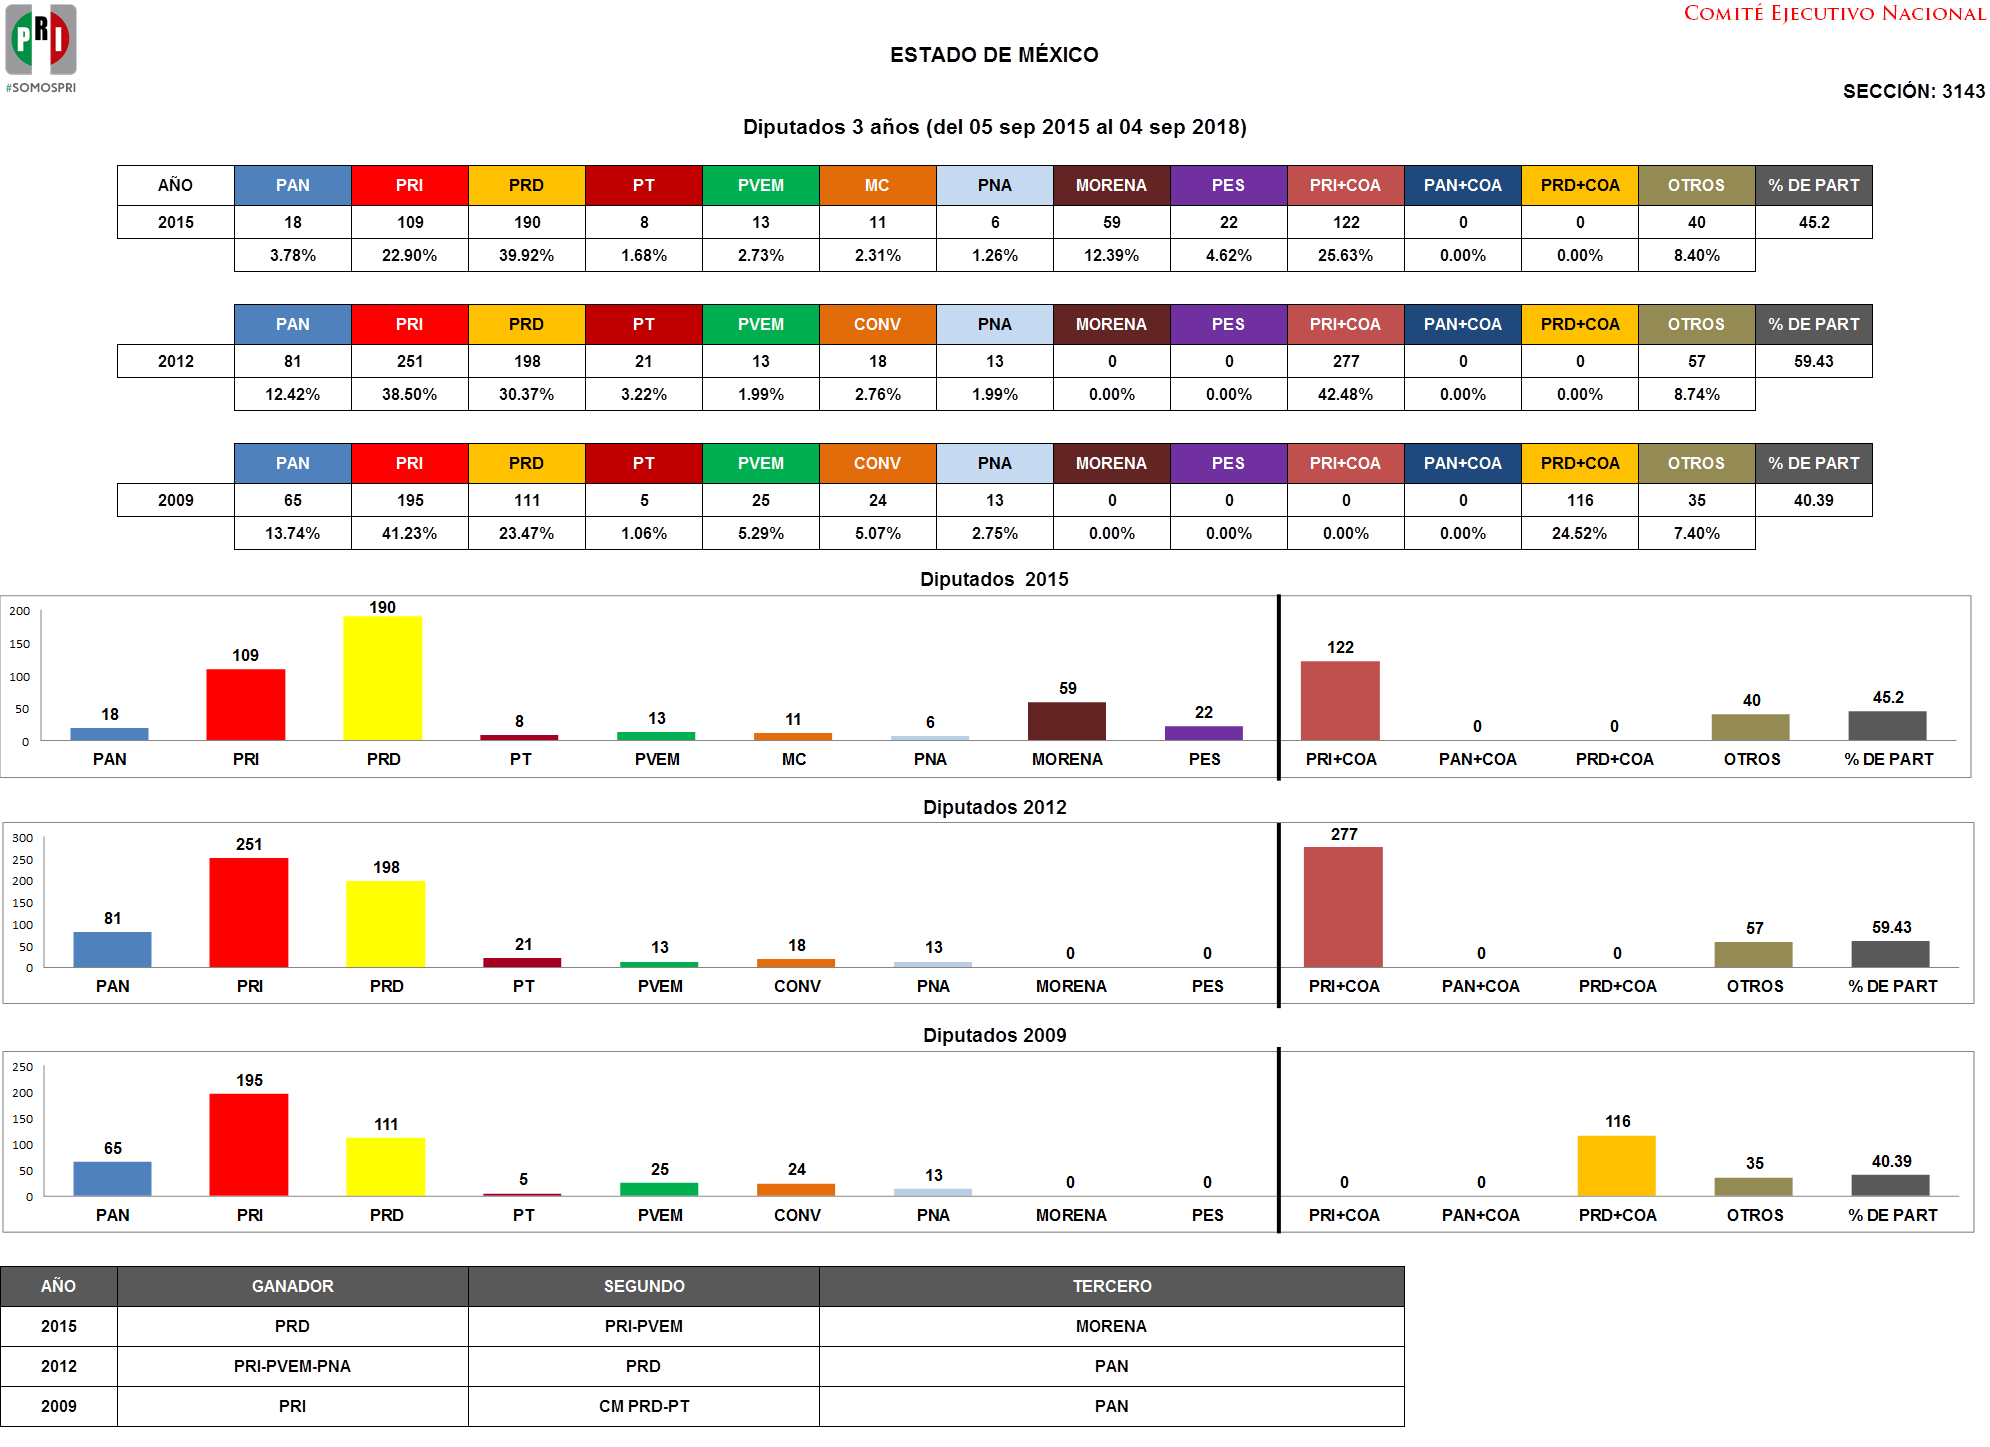 COMITÉ EJECUTIVO NACIONAL
PRI
#SOMOSPRI
ESTADO DE MÉXICO
SECCIÓN: 3143
Diputados 3 años (del 05 sep 2015 al 04 sep 2018)
AÑO PAN PRI PRD PT PVEM MC PNA MORENA PES PRI+COA PAN+COA PRD+COA OTROS % DE PART
2015 18 109 190 8 13 11 6 59 22 122 0 0 40 45.2
3.78% 22.90% 39.92% 1.68% 2.73% 2.31% 1.26% 12.39% 4.62% 25.63% 0.00% 0.00% 8.40%
PAN PRI PRD PT PVEM CONV PNA MORENA PES PRI+COA PAN+COA PRD+COA OTROS % DE PART
2012 81 251 198 21 13 18 13 0 0 277 0 0 57 59.43
12.42% 38.50% 30.37% 3.22% 1.99% 2.76% 1.99% 0.00% 0.00% 42.48% 0.00% 0.00% 8.74%
PAN PRI PRD PT PVEM CONV PNA MORENA PES PRI+COA PAN+COA PRD+COA OTROS % DE PART
2009 65 195 111 5 25 24 13 0 0 0 0 116 35 40.39
13.74% 41.23% 23.47% 1.06% 5.29% 5.07% 2.75% 0.00% 0.00% 0.00% 0.00% 24.52% 7.40%
Diputados 2015
200
150
100
50
0
18 109 190 8 13 11 6 59 22 122 0 0 40 45.2
PAN PRI PRD PT PVEM MC PNA MORENA PES PRI+COA PAN+COA PRD+COA OTROS % DE PART
Diputados 2012
300
250
200
150
100
50
0
81 251 198 21 13 18 13 0 0 277 0 0 57 59.43
PAN PRI PRD PT PVEM CONV PNA MORENA PES PRI+COA PAN+COA PRD+COA OTROS % DE PART
Diputados 2009
250
200
150
100
50
0
65 195 111 5 25 24 13 0 0 0 0 116 35 40.39
PAN PRI PRD PT PVEM CONV PNA MORENA PES PRI+COA PAN+COA PRD+COA OTROS % DE PART
AÑO GANADOR SEGUNDO TERCERO
2015 PRD PRI-PVEM MORENA
2012 PRI-PVEM-PNA PRD PAN
2009 PRI CM PRD-PT PAN